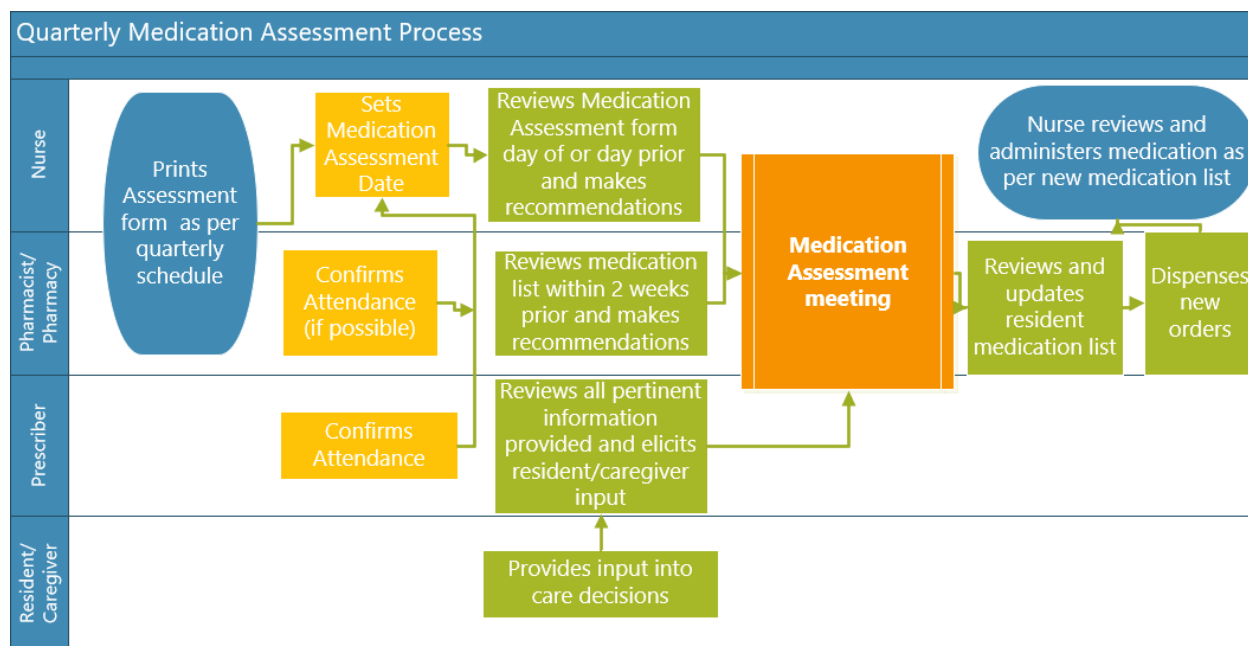 Quarterly Medication Assessment Process
Nurse
Prints
Assessment
form as per
quarterly
schedule
Sets
Medication
Assessment
Date
Reviews Medication
Assessment form
day of or day prior
and makes
recommendations
Nurse reviews and
administers medication as
per new medication list
Pharmacist/
Pharmacy
Confirms
Attendance
(if possible)
Reviews medication
list within 2 weeks
prior and makes
recommendations
Medication
Assessment
meeting
Reviews and
updates
resident
medication list
Dispenses
new
orders
Prescriber
Confirms
Attendance
Reviews all pertinent
information
provided and elicits
resident/caregiver
input
Resident/
Caregiver
Provides input into
care decisions